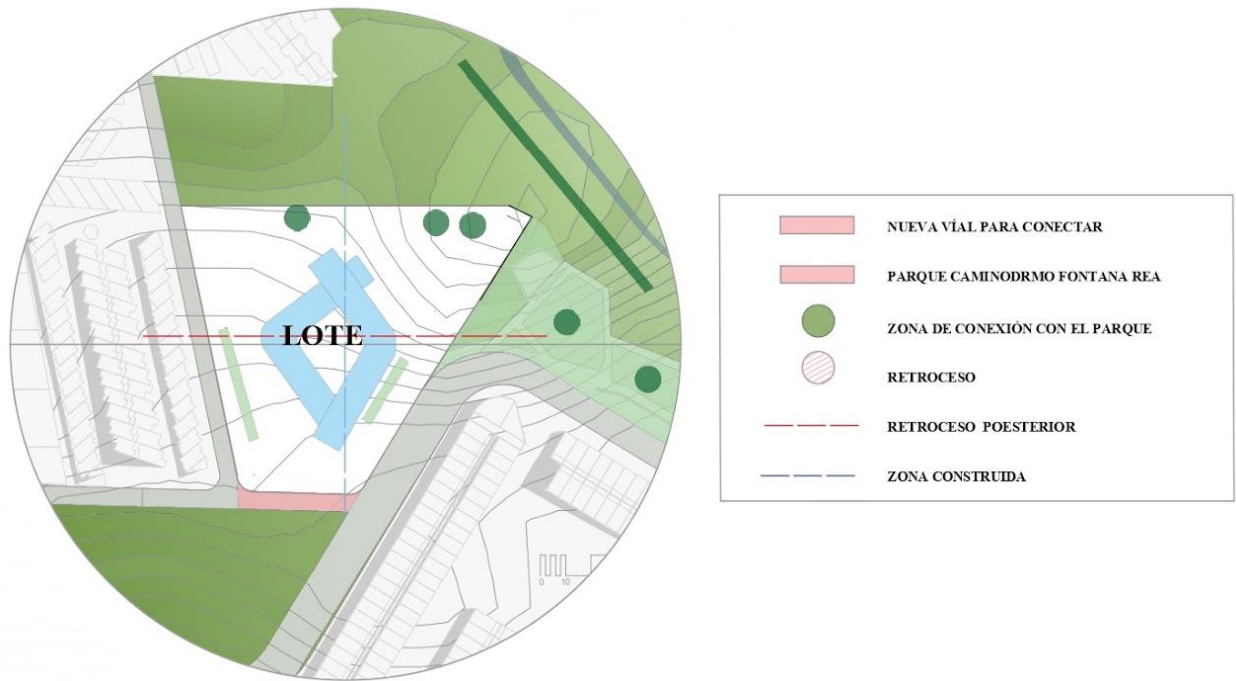 LOTE
NUEVA VÍAL PARA CONECTAR
PARQUE CAMINODRMO FONTANA REA
ZONA DE CONEXIÓN CON EL PARQUE
RETROCESO
RETROCESO POESTERIOR
ZONA CONSTRUIDA
0 10